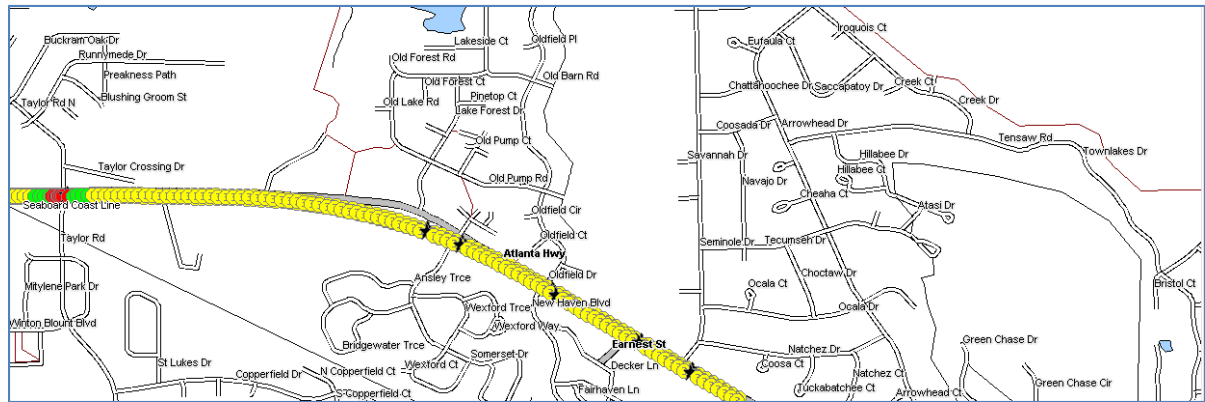 Buckram Oak Dr
Runnymede Dr
Preakness Path
Blushing Groom St
Taylor Rd N
Taylor Crossing Dr
Seaboard Coast Line
Taylor Rd
Mitylene Park Dr
Winton Blount Blvd
St Lukes Dr
Copperfield Dr
N Copperfield Ct
S Copperfield Ct
Bridgewater Trce
Ansley Trce
Wexford Trce
Wexford Way
Wexford Ct
Somerset Dr
Lakeside Ct
Oldfield Pl
Old Forest Rd
Old Forest Ct
Old Barn Rd
Old Lake Rd
Pinetop Ct
Lake Forest Dr
Old Pump Ct
Old Pump Rd
Oldfield Cir
Oldfield Ct
Atlanta Hwy
Oldfield Dr
New Haven Blvd
Earnest St
Decker Ln
Fairhaven Ln
Iroquois Ct
Eufaula Ct
Chattahoochee Dr
Saccapatoy Dr
Creek Ct
Creek Dr
Coosada Dr
Arrowhead Dr
Tensaw Rd
Townlakes Dr
Savannah Dr
Hillabee Dr
Hillabee Ct
Navajo Dr
Cheaha Ct
Atasi Dr
Seminole Dr
Tecumseh Dr
Choctaw Dr
Ocala Ct
Ocala Dr
Bristol Ct
Natchez Dr
Coosa Ct
Natchez Ct
Tuckabatchee Ct
Arrowhead Ct
Green Chase Dr
Green Chase Cir